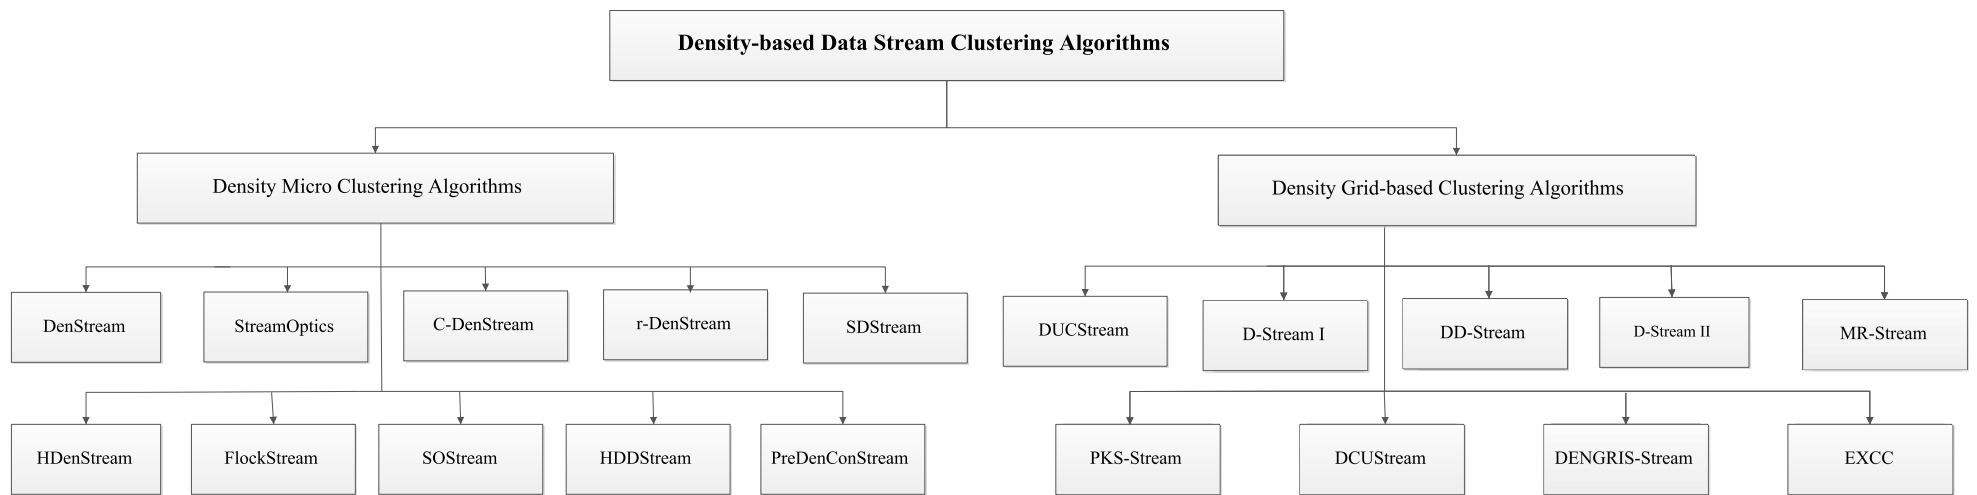 Density-based Data Stream Clustering Algorithms
Density Micro Clustering Algorithms
Density Grid-based Clustering Algorithms
DenStream
StreamOptics
C-DenStream
r-DenStream
SDStream
DUCStream
D-Stream I
DD-Stream
D-Stream II
MR-Stream
HDenStream
FlockStream
SOStream
HDDStream
PreDenConStream
PKS-Stream
DCUStream
DENGRIS-Stream
EXCC